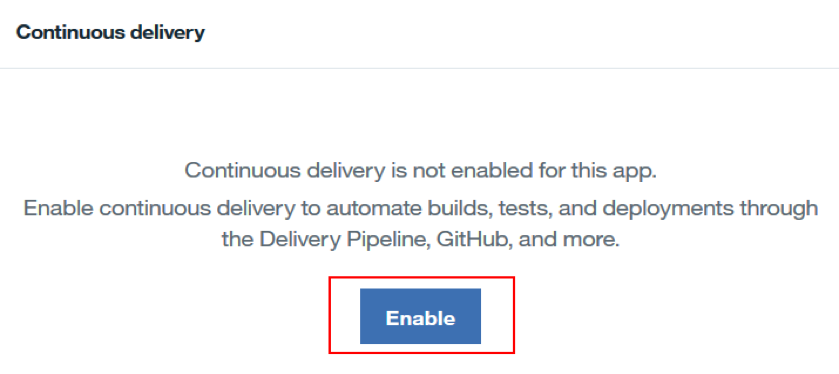 Continuous delivery
Continuous delivery is not enabled for this app.
Enable continuous delivery to automate builds, tests, and deployments through
the Delivery Pipeline, GitHub, and more.
Enable